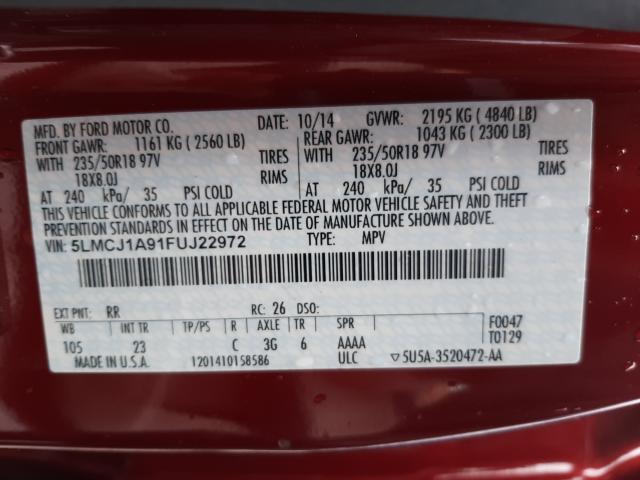 MFD. BY FORD MOTOR CO. DATE: 10/14 GVWR: 2195 KG ( 4840 LB)
FRONT GAWR: 1161 KG ( 2560 LB) REAR GAWR: 1043 KG ( 2300 LB)
WITH 235/50R18 97V TIRES WITH 235/50R18 97V TIRES
18X8.0J RIMS 18X8.0J RIMS
AT 240 kPa/ 35 PSI COLD AT 240 kPa/ 35 PSI COLD
THIS VEHICLE CONFORMS TO ALL APPLICABLE FEDERAL MOTOR VEHICLE SAFETY AND THEFT
PREVENTION STANDARDS IN EFFECT ON THE DATE OF MANUFACTURE SHOWN ABOVE.
VIN: 5LMCJ1A91FUJ22972 TYPE: MPV
EXT PNT: RR RC: 26 DSO: F0047
WB INT TR TP/PS R AXLE TR SPR T0129
105 23 C 3G 6 AAAA
MADE IN U.S.A. 1201410158586 ULC ▽5U5A-3520472-AA